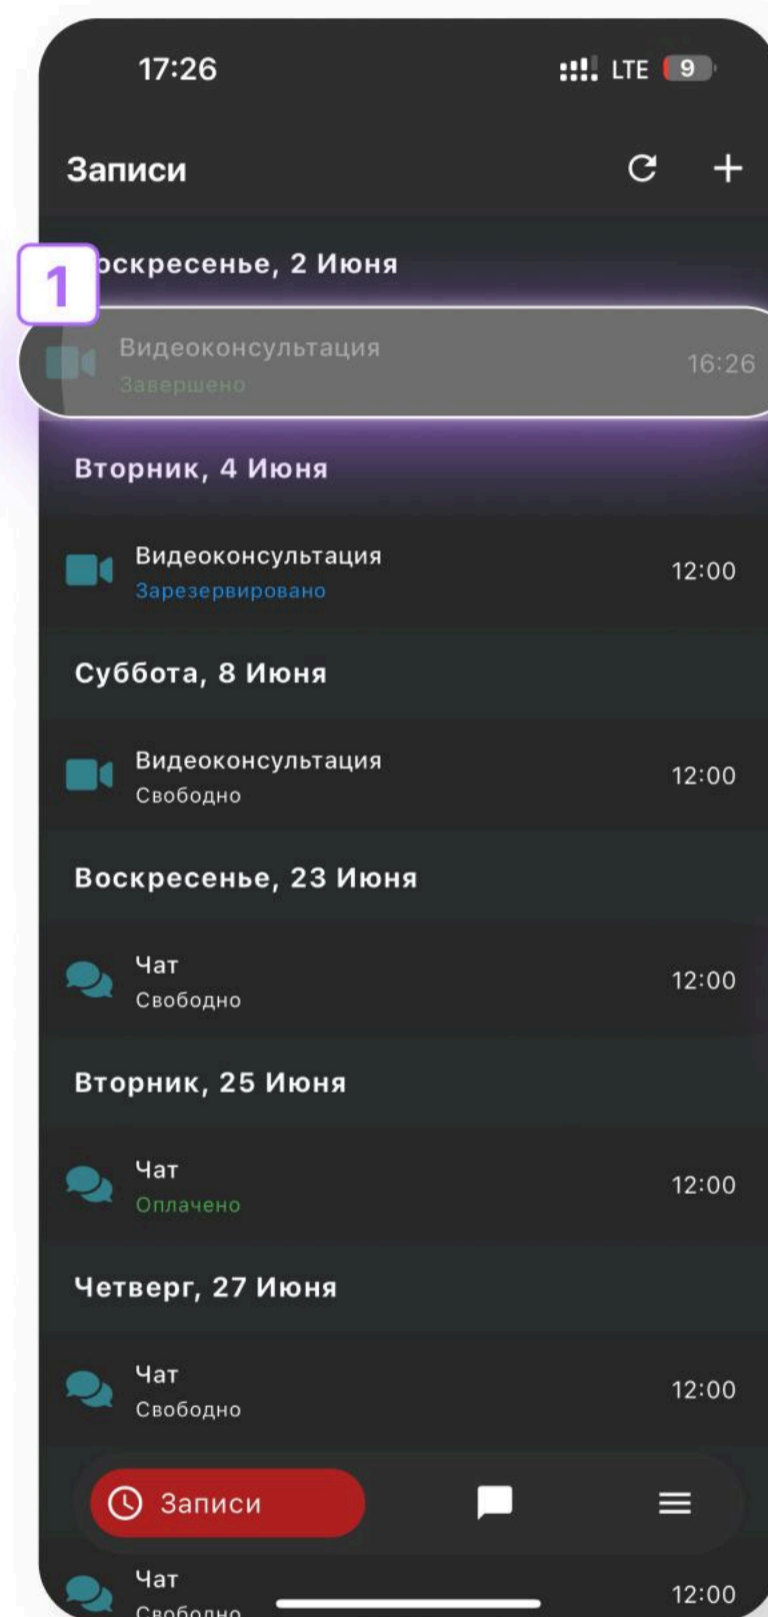 17:26
LTE 9
Записи
1
оскресенье, 2 Июня
Видеоконсультация
16:26
Завершено
Вторник, 4 Июня
Видеоконсультация
12:00
Зарезервировано
Суббота, 8 Июня
Видеоконсультация
12:00
Свободно
Воскресенье, 23 Июня
Чат
12:00
Свободно
Вторник, 25 Июня
Чат
12:00
Оплачено
Четверг, 27 Июня
Чат
12:00
Свободно
Записи
Чат
12:00
Свободно